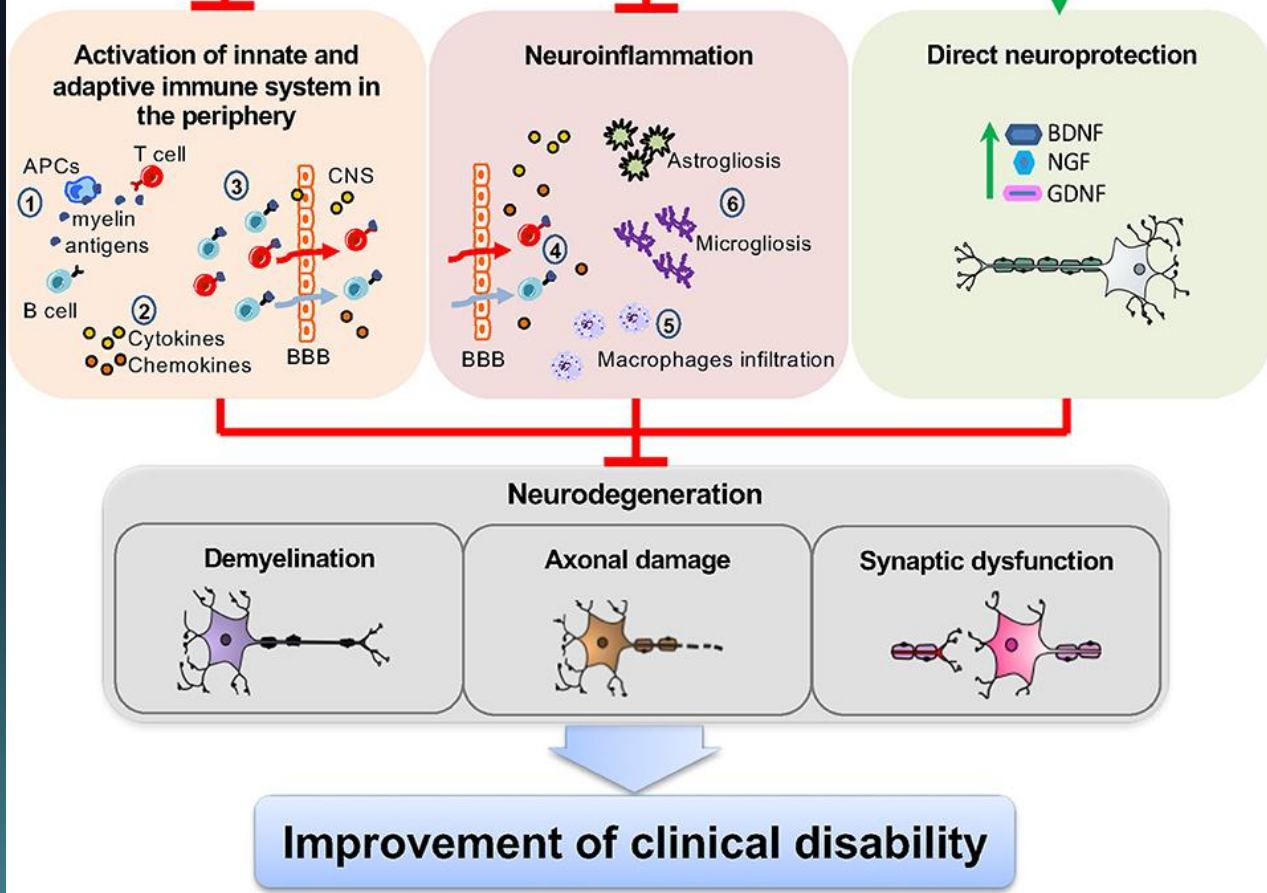 Activation of innate and
adaptive immune system in
the periphery
APCs
T cell
1
myelin
antigens
B cell
2
Cytokines
Chemokines
3
CNS
BBB
Neuroinflammation
Astrogliosis
6
Microgliosis
4
5
BBB
Macrophages infiltration
Direct neuroprotection
BDNF
NGF
GDNF
Neurodegeneration
Demyelination
Axonal damage
Synaptic dysfunction
Improvement of clinical disability